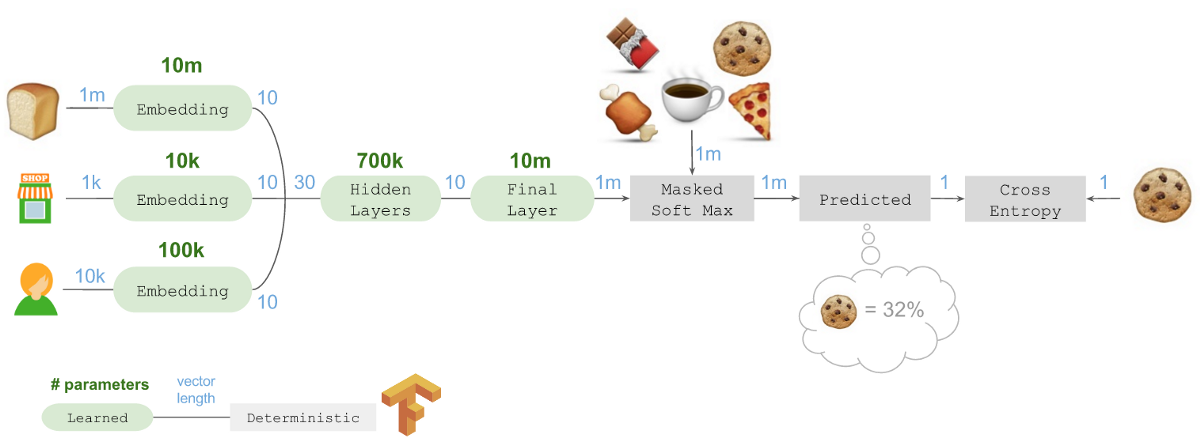 10m
1m
Embedding
10
SHOP
10k
1k
Embedding
10
30
100k
10k
Embedding
10
700k
Hidden
Layers
10
10m
Final
Layer
1m
1m
Masked
Soft Max
1m
Predicted
1
Cross
Entropy
1
= 32%
# parameters
vector
length
Learned
Deterministic